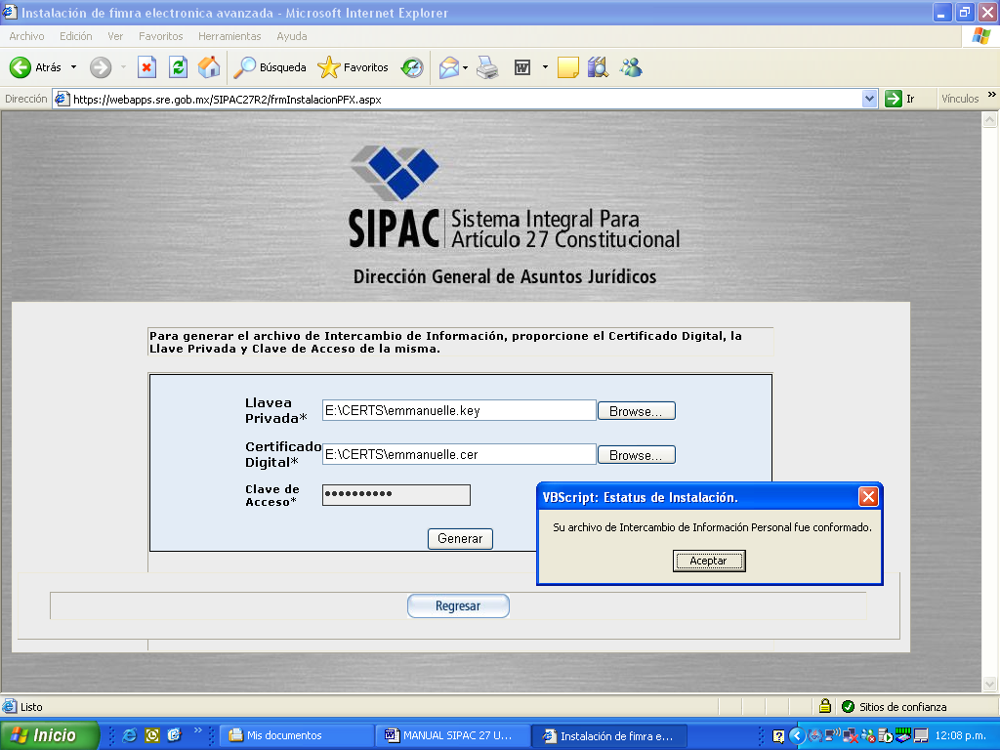 Instalación de fimra electronica avanzada - Microsoft Internet Explorer
Archivo Edición Ver Favoritos Herramientas Ayuda
Atrás Búsqueda Favoritos
Dirección https://webapps.sre.gob.mx/SIPAC27R2/frmInstalacionPFX.aspx Ir Vínculos »
SIPAC Sistema Integral Para
Artículo 27 Constitucional
Dirección General de Asuntos Jurídicos
Para generar el archivo de Intercambio de Información, proporcione el Certificado Digital, la
Llave Privada y Clave de Acceso de la misma.
Llavea
Privada* E:\CERTS\emmanuelle.key Browse...
Certificado
Digital* E:\CERTS\emmanuelle.cer Browse...
Clave de
Acceso* ••••••••••
Generar
VBScript: Estatus de Instalación.
Su archivo de Intercambio de Información Personal fue conformado.
Aceptar
Regresar
Listo Sitios de confianza
Inicio » Mis documentos MANUAL SIPAC 27 U... Instalación de fimra e... 12:08 p.m.